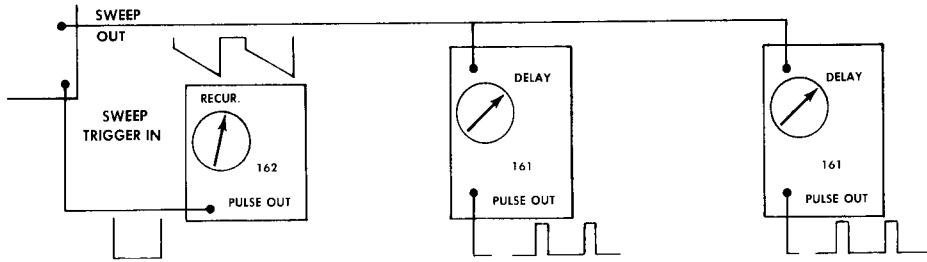 SWEEP
OUT
SWEEP
TRIGGER IN
RECUR.
162
PULSE OUT
DELAY
161
PULSE OUT
DELAY
161
PULSE OUT